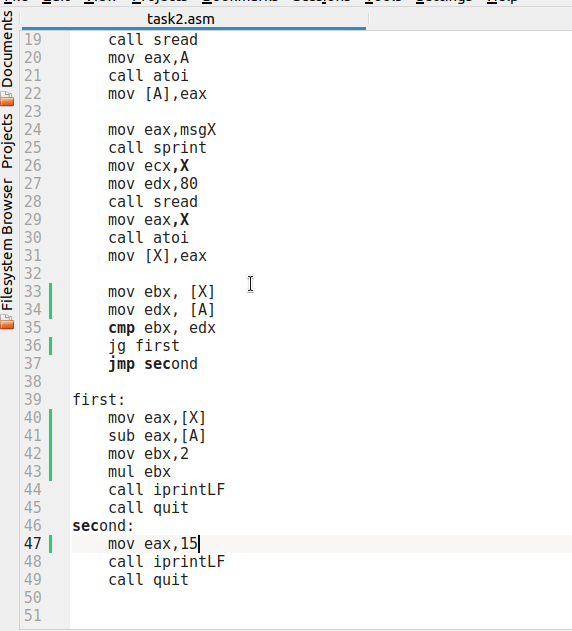 task2.asm
Documents
Projects
Filesystem Browser
19 call sread
20 mov eax,A
21 call atoi
22 mov [A],eax
23
24 mov eax,msgX
25 call sprint
26 mov ecx,X
27 mov edx,80
28 call sread
29 mov eax,X
30 call atoi
31 mov [X],eax
32
33 mov ebx, [X]
34 mov edx, [A]
35 cmp ebx, edx
36 jg first
37 jmp second
38
39 first:
40 mov eax,[X]
41 sub eax,[A]
42 mov ebx,2
43 mul ebx
44 call iprintLF
45 call quit
46 second:
47 mov eax,15
48 call iprintLF
49 call quit
50
51